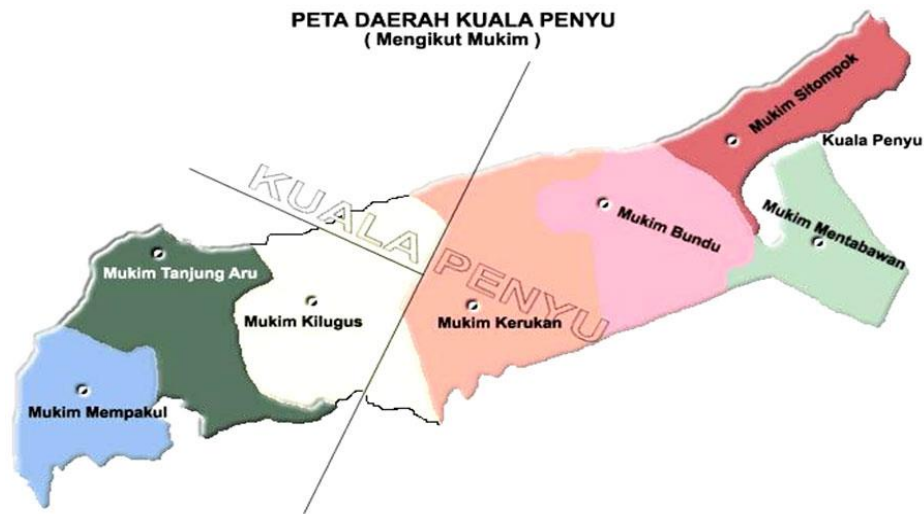 PETA DAERAH KUALA PENYU
( Mengikut Mukim )
Mukim Sitompok
Kuala Penyu
KUALA PENYU
Mukim Mentabawan
Mukim Bundu
Mukim Tanjung Aru
Mukim Kilugus
Mukim Kerukan
Mukim Mempakul